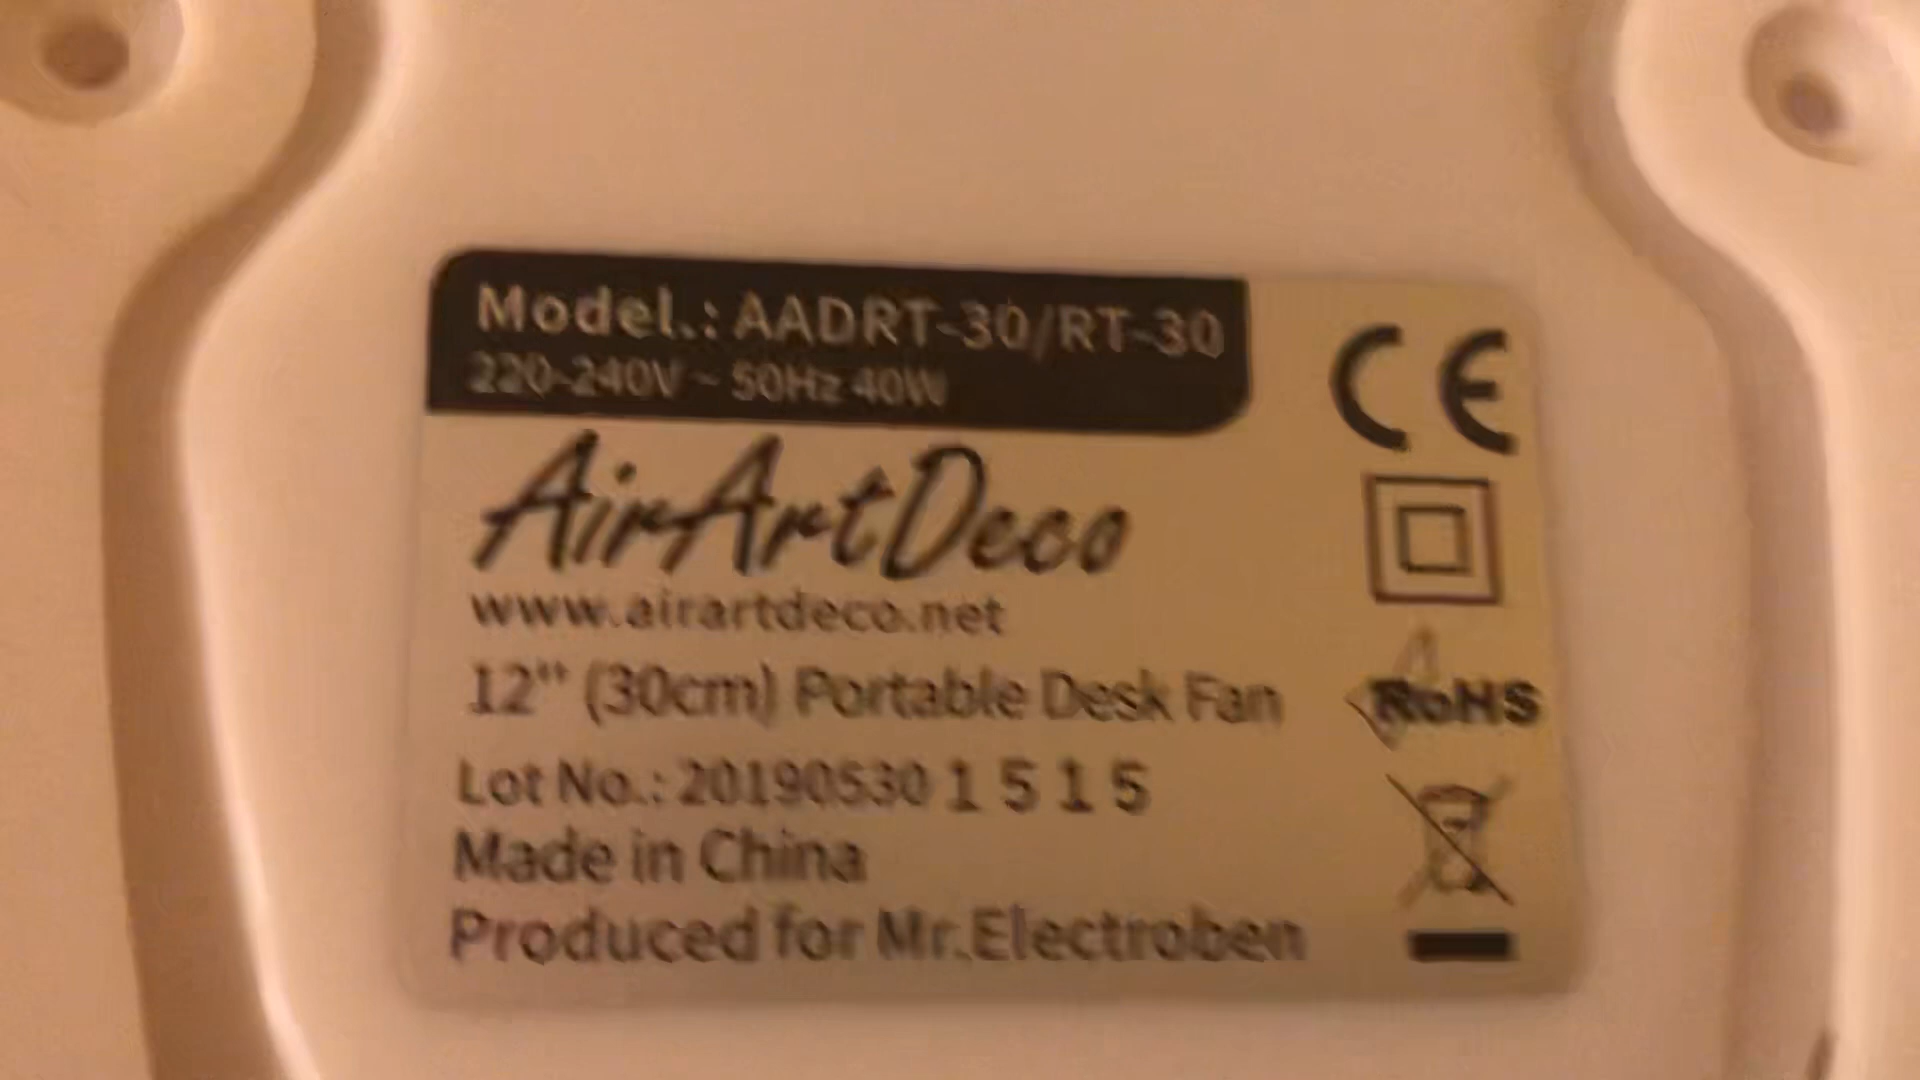 Model.: AADRT-30/RT-30
220-240V ~ 50Hz 40W
CE
AirArtDeco
www.airartdeco.net
12" (30cm) Portable Desk Fan
RoHS
Lot No.: 20190530 1 5 1 5
Made in China
Produced for Mr.Electroben